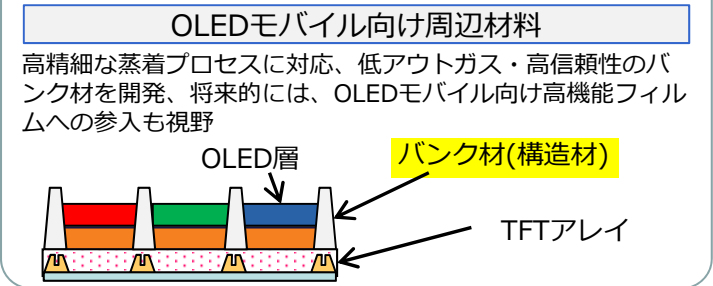 OLEDモバイル向け周辺材料
高精細な蒸着プロセスに対応、低アウトガス・高信頼性のバ
ンク材を開発、将来的には、OLEDモバイル向け高機能フィル
ムへの参入も視野
OLED層
バンク材(構造材)
TFTアレイ